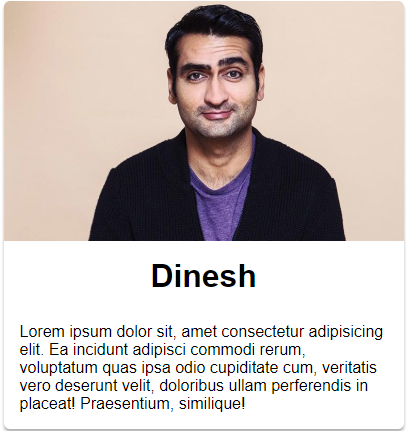 Dinesh
Lorem ipsum dolor sit, amet consectetur adipisicing
elit. Ea incidunt adipisci commodi rerum,
voluptatum quas ipsa odio cupiditate cum, veritatis
vero deserunt velit, doloribus ullam perferendis in
placeat! Praesentium, similique!